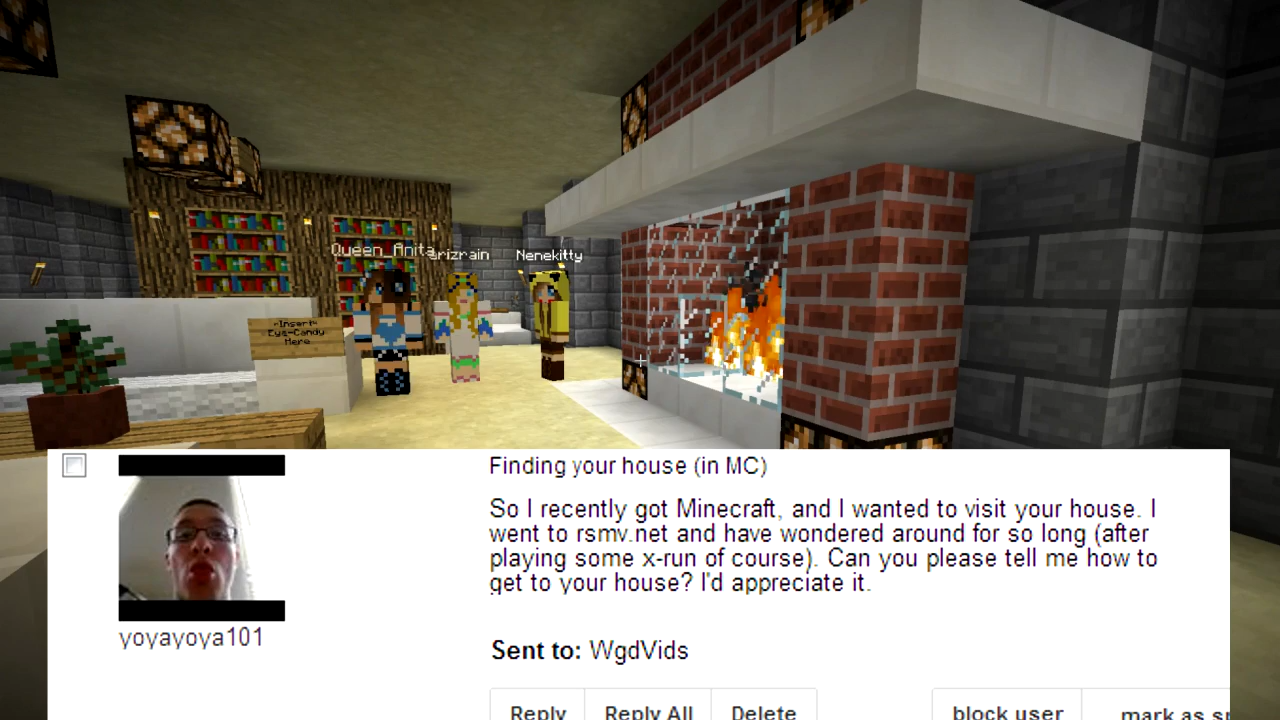 Queen_Anita
Brizrain
Nenekitty
-Insert-
Eye-Candy
Here
Finding your house (in MC)
So I recently got Minecraft, and I wanted to visit your house. I
went to rsmv.net and have wondered around for so long (after
playing some x-run of course). Can you please tell me how to
get to your house? I'd appreciate it.
yoyayoya101
Sent to: WgdVids
Reply
Reply All
Delete
block user
mark as